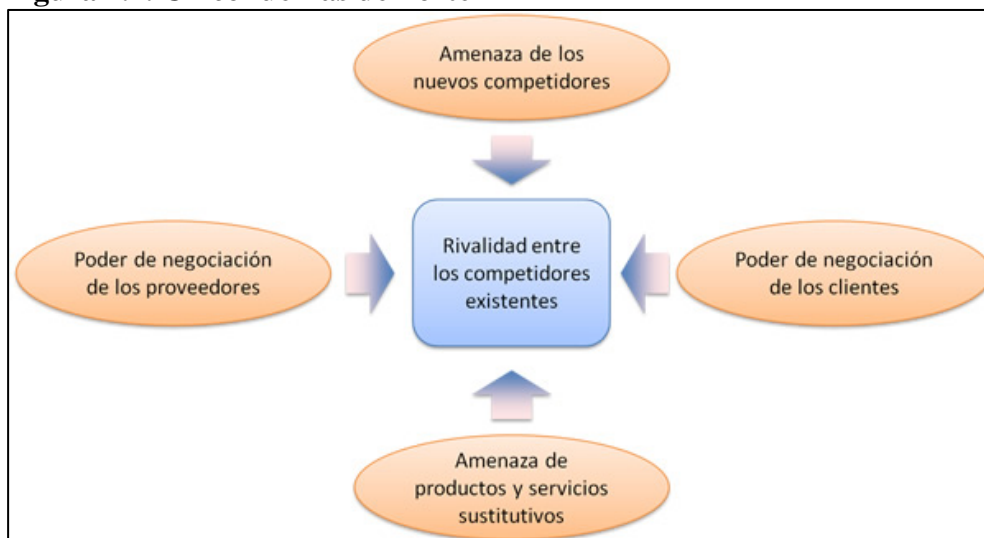 Amenaza de los
nuevos competidores
Poder de negociación
de los proveedores
Rivalidad entre
los competidores
existentes
Poder de negociación
de los clientes
Amenaza de
productos y servicios
sustitutivos